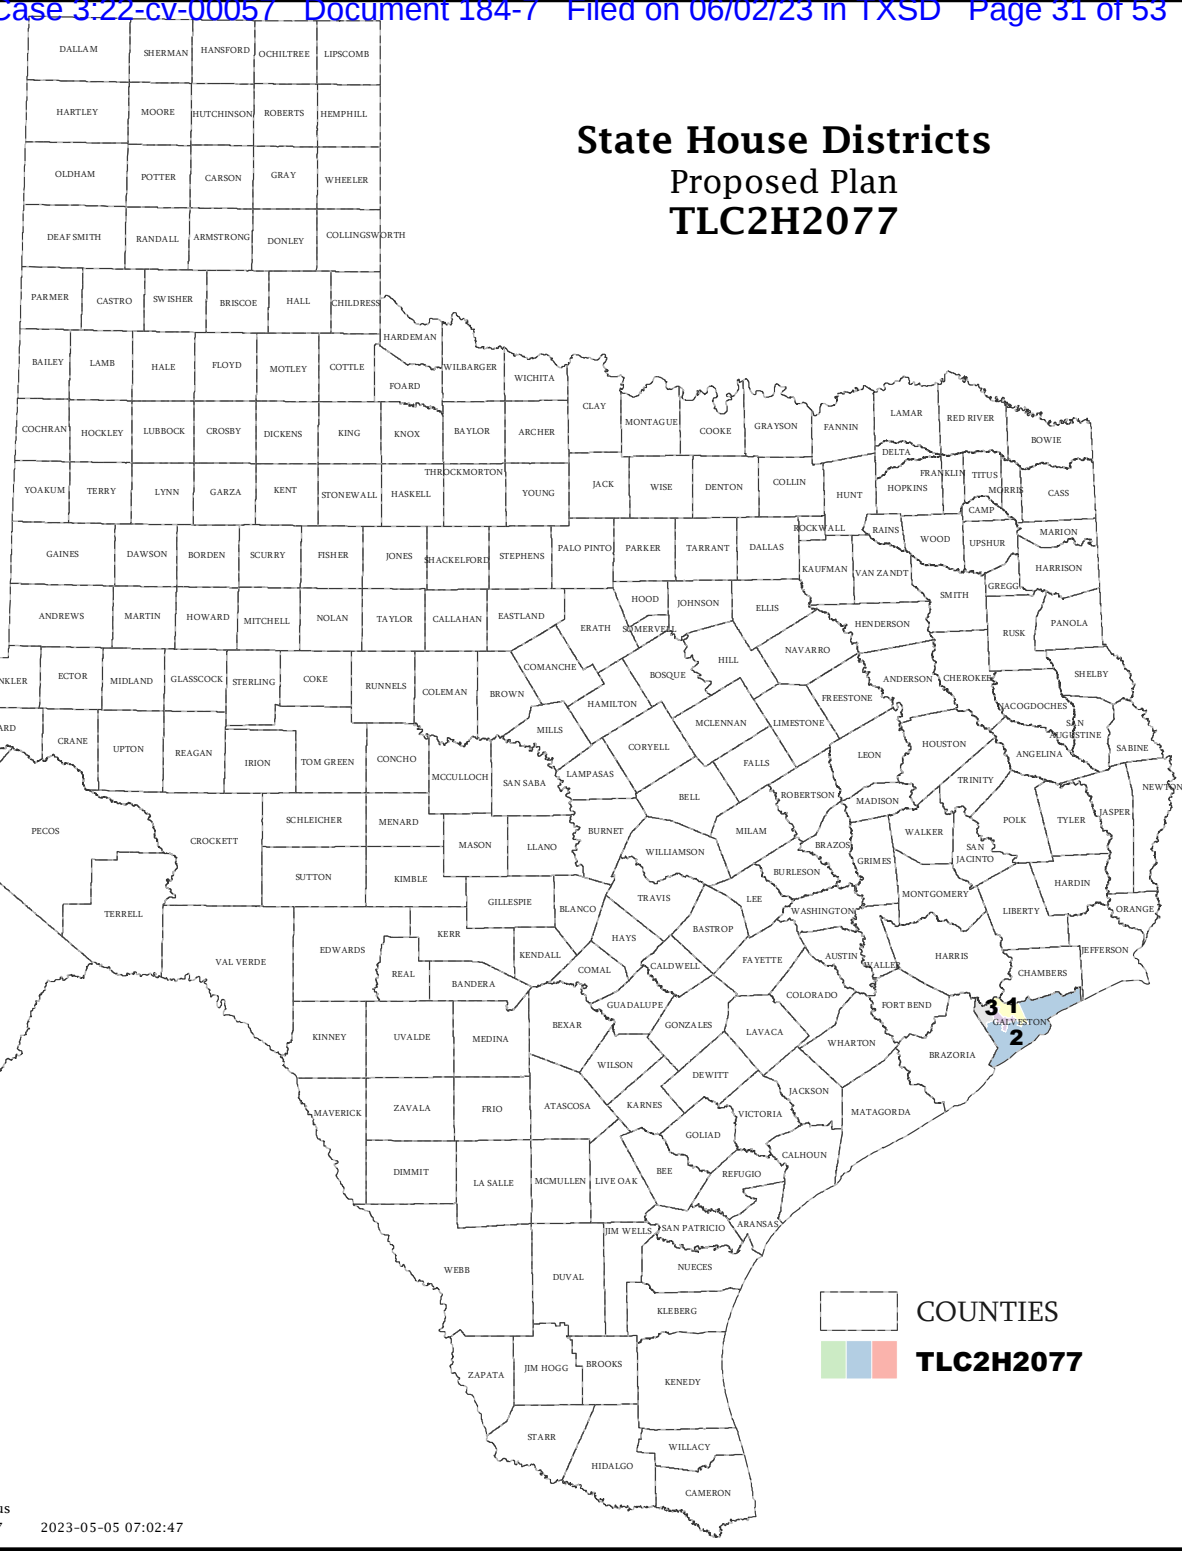 Case 3:22-cv-00057 Document 184-7 Filed on 06/02/23 in TXSD Page 31 of 53
State House Districts
Proposed Plan
TLC2H2077
DALLAM SHERMAN HANSFORD OCHILTREE LIPSCOMB
HARTLEY MOORE HUTCHINSON ROBERTS HEMPHILL
OLDHAM POTTER CARSON GRAY WHEELER
DEAF SMITH RANDALL ARMSTRONG DONLEY COLLINGSWORTH
PARMER CASTRO SWISHER BRISCOE HALL CHILDRESS
HARDEMAN
BAILEY LAMB HALE FLOYD MOTLEY COTTLE FOARD WILBARGER WICHITA
CLAY MONTAGUE COOKE GRAYSON FANNIN LAMAR RED RIVER BOWIE
COCHRAN HOCKLEY LUBBOCK CROSBY DICKENS KING KNOX BAYLOR ARCHER
DELTA
YOAKUM TERRY LYNN GARZA KENT STONEWALL HASKELL THROCKMORTON YOUNG JACK WISE DENTON COLLIN HUNT HOPKINS FRANKLIN TITUS MORRIS CASS
CAMP
GAINES DAWSON BORDEN SCURRY FISHER JONES SHACKELFORD STEPHENS PALO PINTO PARKER TARRANT DALLAS ROCKWALL RAINS WOOD UPSHUR MARION
KAUFMAN VAN ZANDT HARRISON
SMITH GREGG
ANDREWS MARTIN HOWARD MITCHELL NOLAN TAYLOR CALLAHAN EASTLAND ERATH HOOD JOHNSON ELLIS
SOMERVELL HENDERSON RUSK PANOLA
NKLER ECTOR MIDLAND GLASSCOCK STERLING COKE RUNNELS COLEMAN BROWN COMANCHE BOSQUE HILL NAVARRO ANDERSON CHEROKEE SHELBY
HAMILTON FREESTONE NACOGDOCHES
ARD CRANE UPTON REAGAN IRION TOM GREEN CONCHO MILLS CORYELL MCLENNAN LIMESTONE LEON HOUSTON ANGELINA SAN
AUGUSTINE SABINE
MCCULLOCH SAN SABA LAMPASAS FALLS TRINITY NEWTON
PECOS CROCKETT SCHLEICHER MENARD MASON LLANO BURNET BELL MILAM ROBERTSON MADISON WALKER POLK TYLER JASPER
WILLIAMSON BRAZOS GRIMES SAN
JACINTO
SUTTON KIMBLE BURLESON HARDIN
TERRELL GILLESPIE BLANCO TRAVIS LEE WASHINGTON MONTGOMERY LIBERTY ORANGE
VAL VERDE EDWARDS KERR KENDALL HAYS BASTROP
REAL BANDERA COMAL CALDWELL FAYETTE AUSTIN WALLER HARRIS CHAMBERS JEFFERSON
GUADALUPE COLORADO FORT BEND
3 1
GALVESTON
2
KINNEY UVALDE MEDINA BEXAR GONZALES LAVACA WHARTON BRAZORIA
WILSON DEWITT
MAVERICK ZAVALA FRIO ATASCOSA KARNES VICTORIA JACKSON MATAGORDA
GOLIAD
DIMMIT LA SALLE MCMULLEN LIVE OAK BEE REFUGIO CALHOUN
JIM WELLS SAN PATRICIO ARANSAS
WEBB DUVAL NUECES
KLEBERG
ZAPATA JIM HOGG BROOKS KENEDY
STARR HIDALGO WILLACY
CAMERON
COUNTIES
TLC2H2077
us
7 2023-05-05 07:02:47